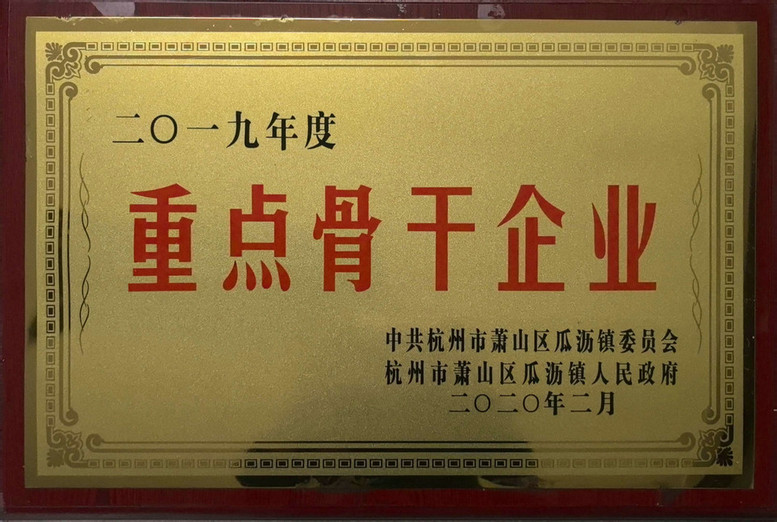 二〇一九年度
重点骨干企业
中共杭州市萧山区瓜沥镇委员会
杭州市萧山区瓜沥镇人民政府
二〇二〇年二月